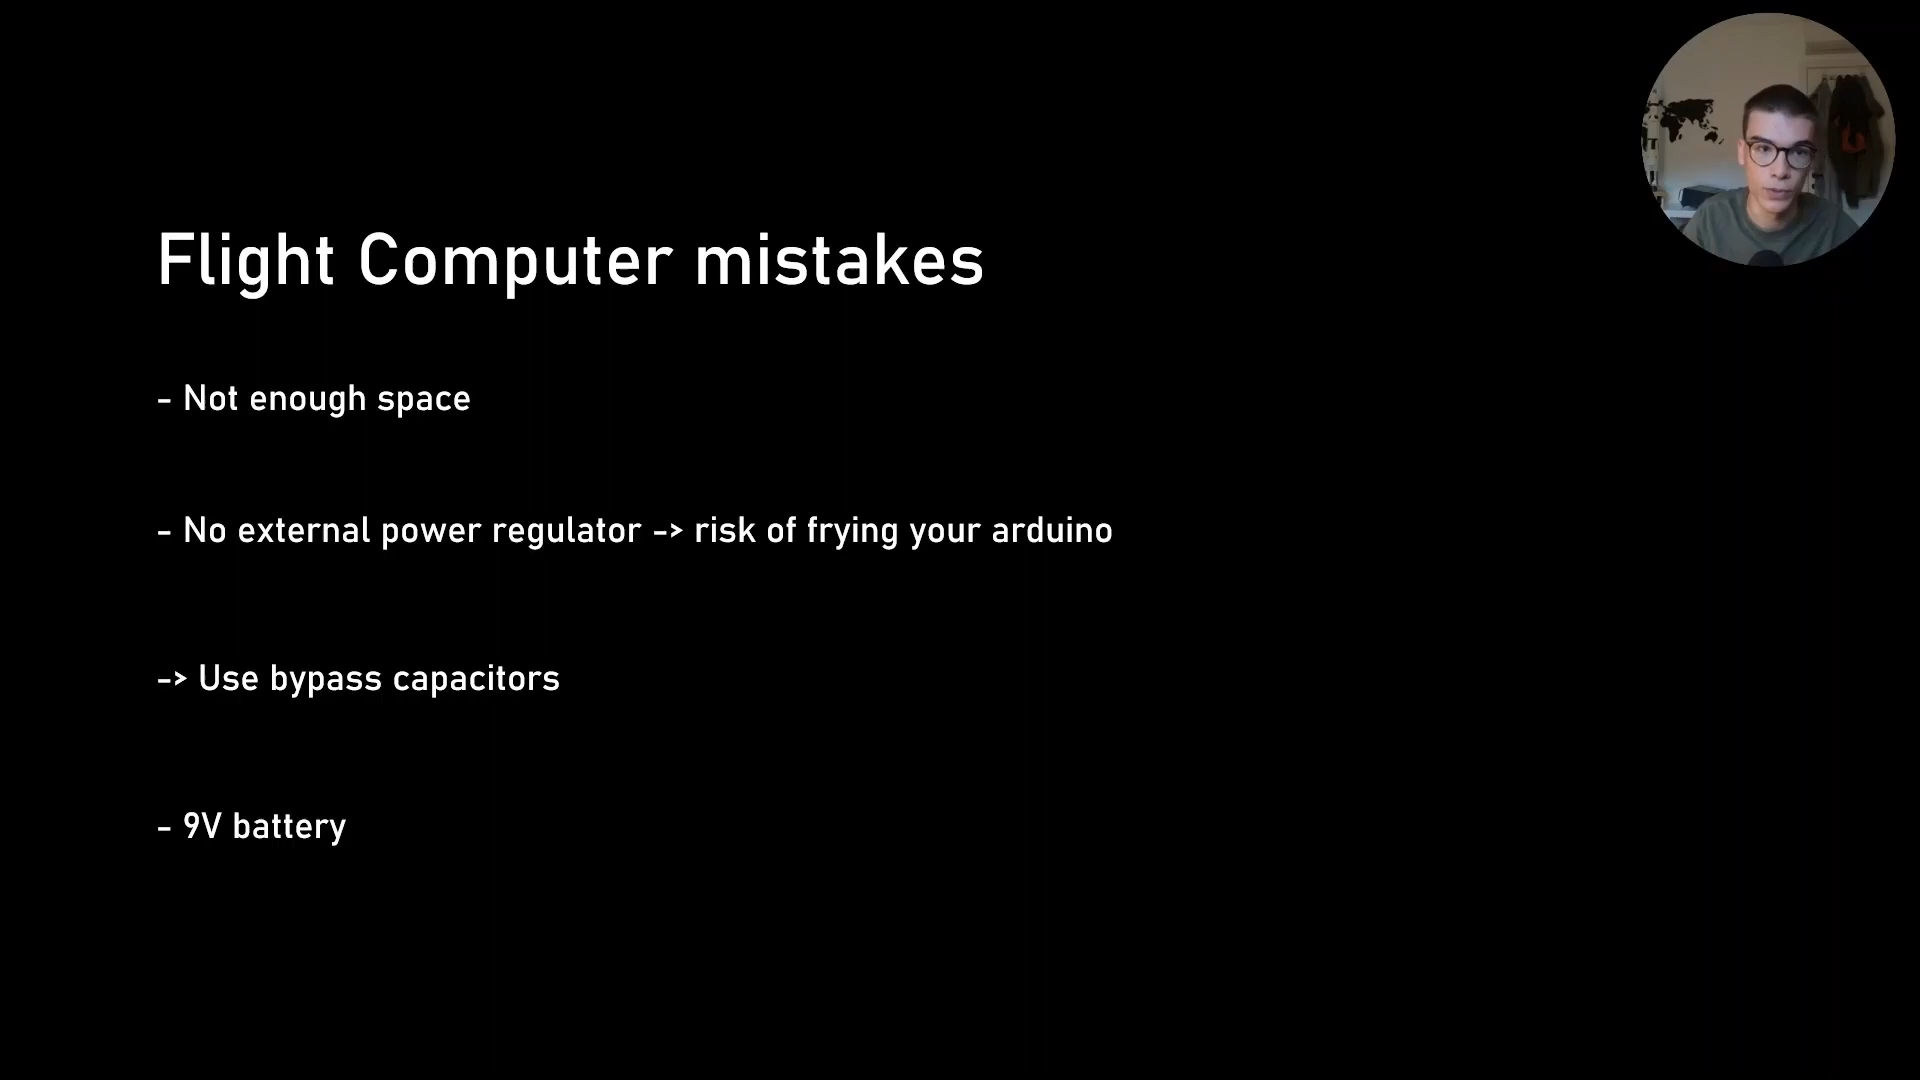 Flight Computer mistakes
- Not enough space
- No external power regulator -> risk of frying your arduino
-> Use bypass capacitors
- 9V battery